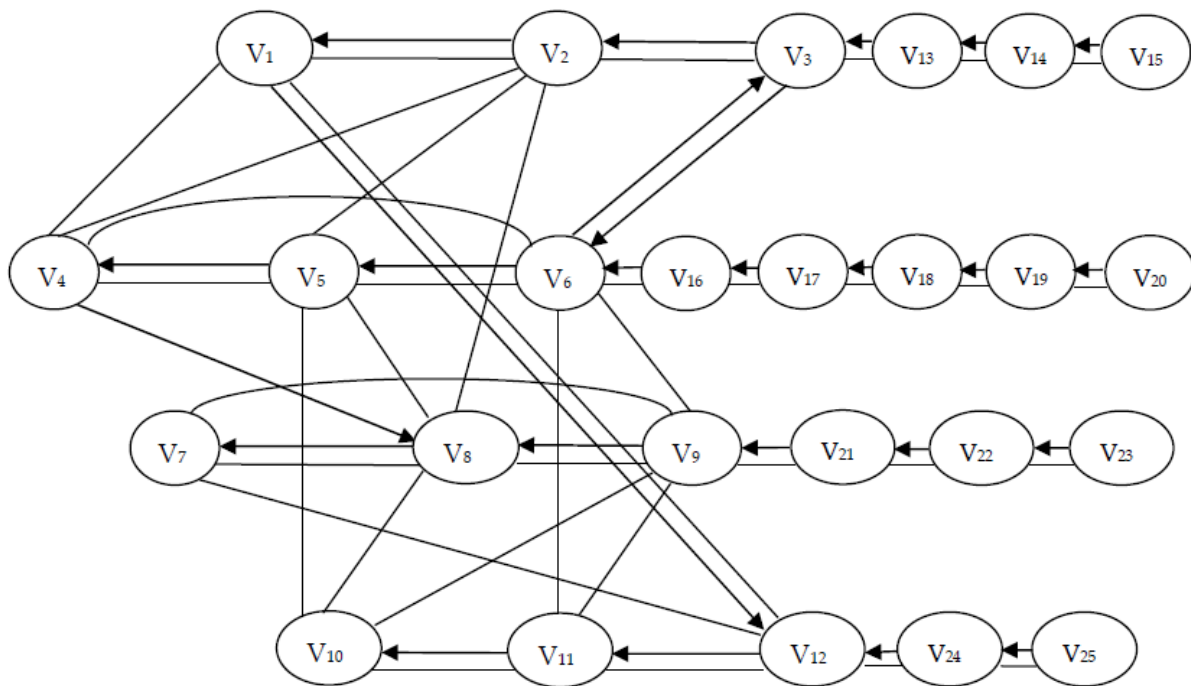 V₁ V₂ V₃ V₁₃ V₁₄ V₁₅
V₄ V₅ V₆ V₁₆ V₁₇ V₁₈ V₁₉ V₂₀
V₇ V₈ V₉ V₂₁ V₂₂ V₂₃
V₁₀ V₁₁ V₁₂ V₂₄ V₂₅